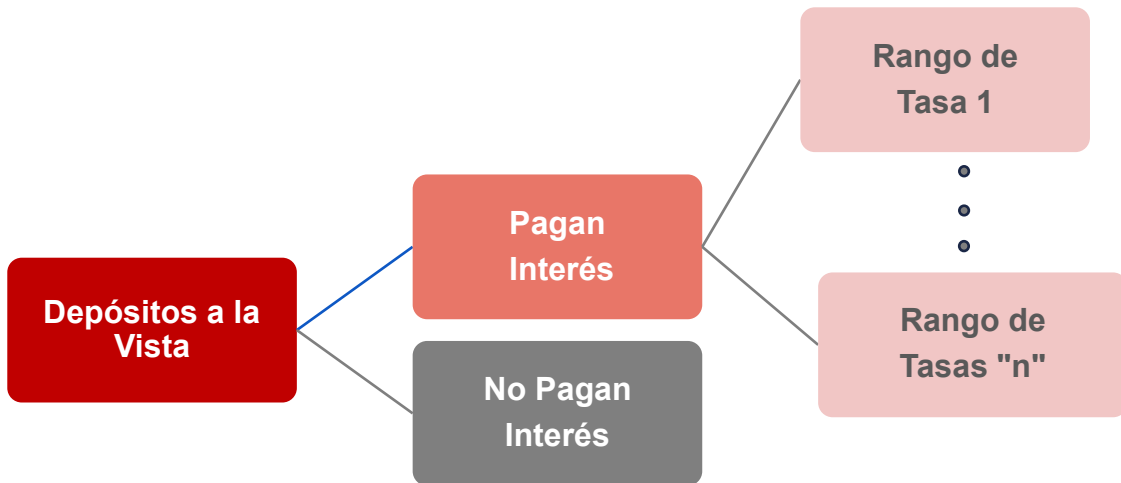 Depósitos a la
Vista
Pagan
Interés
No Pagan
Interés
Rango de
Tasa 1
Rango de
Tasas "n"